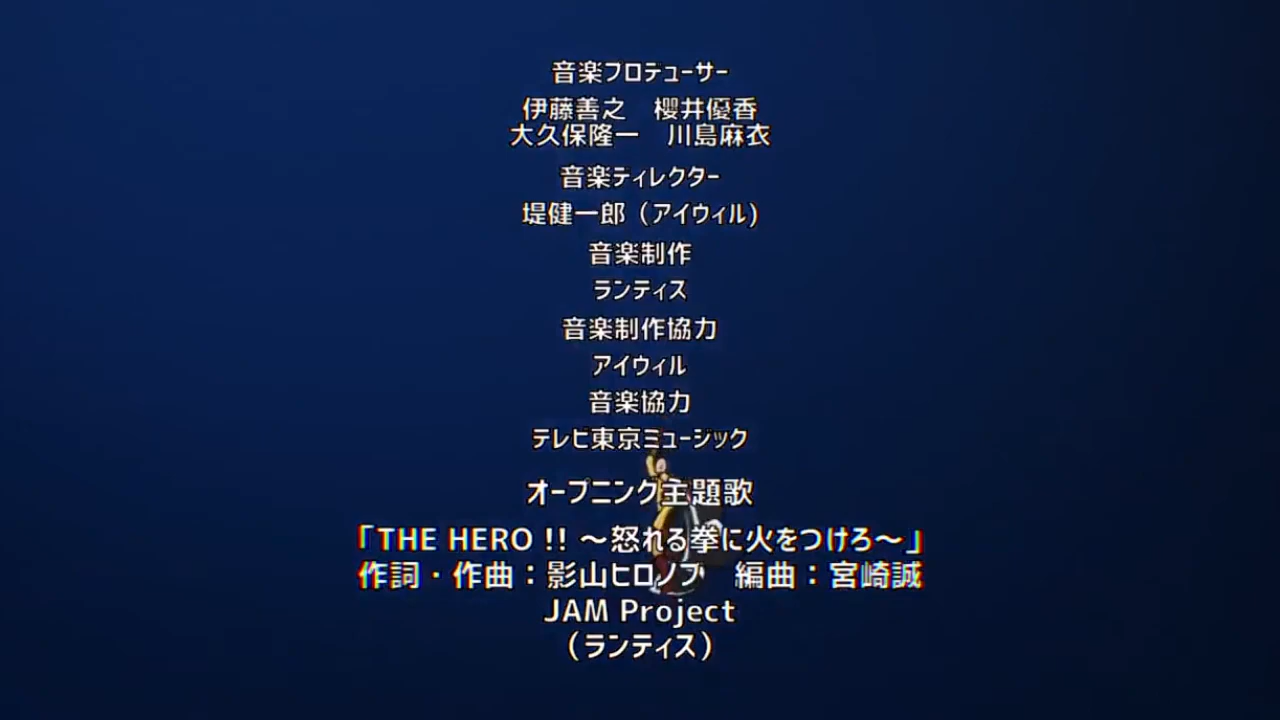 音楽プロデューサー
伊藤善之　櫻井優香
大久保隆一　川島麻衣
音楽ディレクター
堤健一郎（アイウィル）
音楽制作
ランティス
音楽制作協力
アイウィル
音楽協力
テレビ東京ミュージック
オープニング主題歌
「THE HERO !! ～怒れる拳に火をつけろ～」
作詞・作曲：影山ヒロノブ　編曲：宮崎誠
JAM Project
（ランティス）